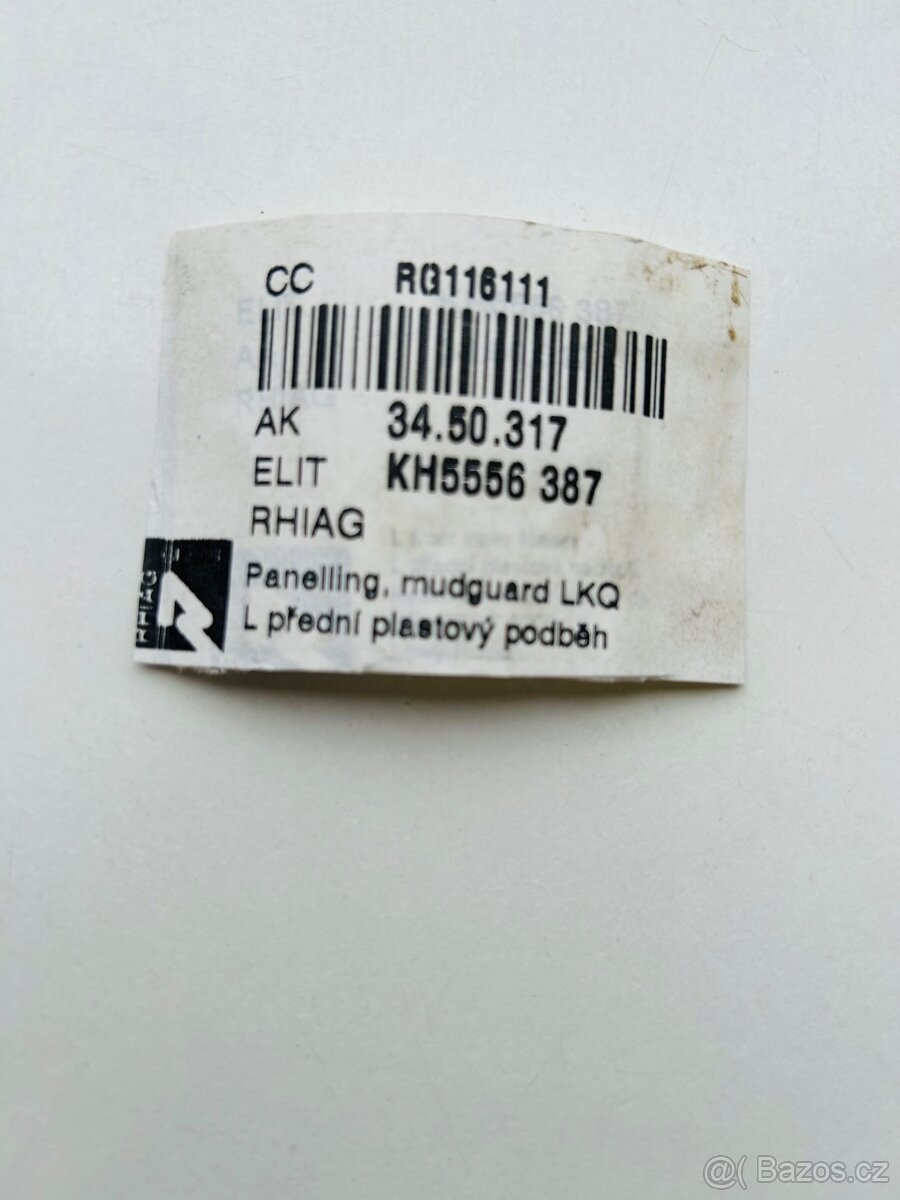 CC RG116111
AK 34.50.317
ELIT KH5556 387
RHIAG
Panelling, mudguard LKQ
L přední plastový podběh
RHIAG
@( Bazos.cz